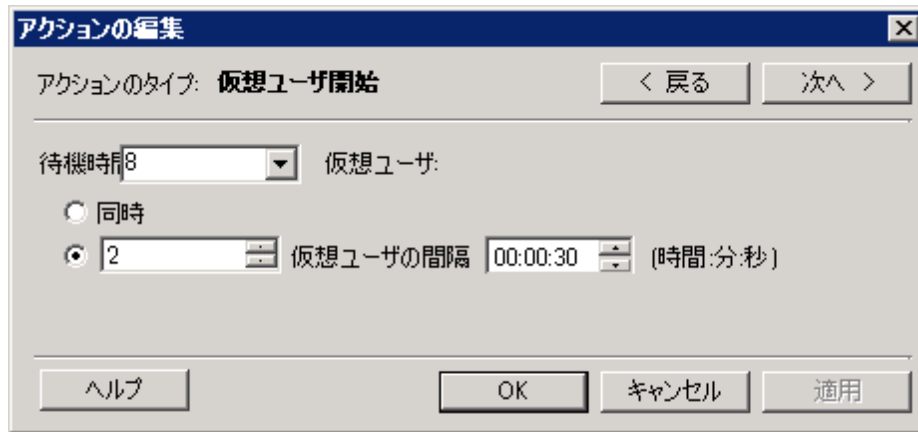 アクションの編集
アクションのタイプ: 仮想ユーザ開始 < 戻る 次へ >
待機時間 8 仮想ユーザ:
同時
2 仮想ユーザの間隔 00:00:30 (時間:分:秒)
ヘルプ OK キャンセル 適用